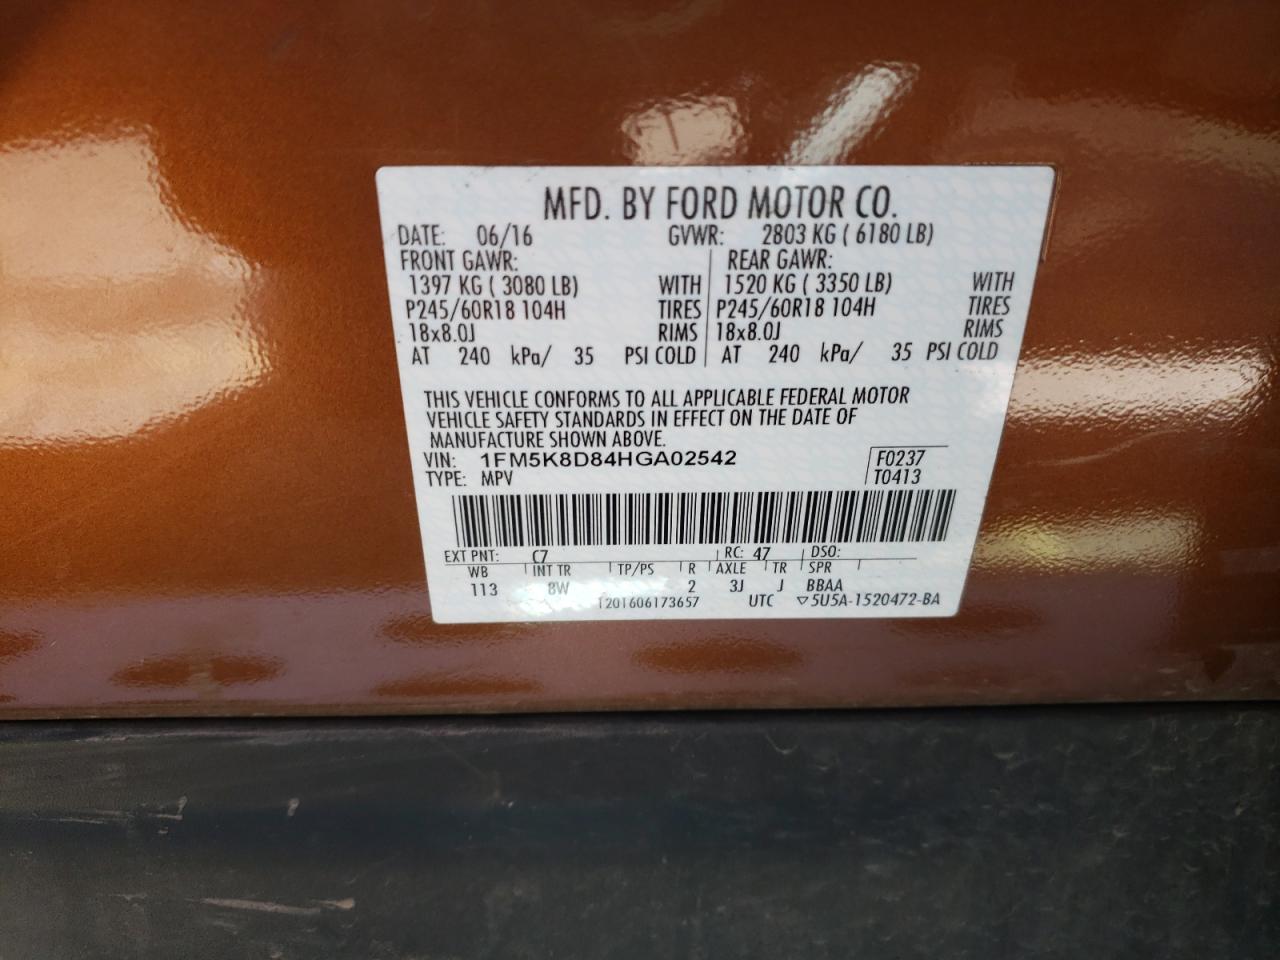 MFD. BY FORD MOTOR CO.
DATE: 06/16 GVWR: 2803 KG ( 6180 LB)
FRONT GAWR: REAR GAWR:
1397 KG ( 3080 LB) WITH 1520 KG ( 3350 LB) WITH
P245/60R18 104H TIRES P245/60R18 104H TIRES
18x8.0J RIMS 18x8.0J RIMS
AT 240 kPa/ 35 PSI COLD AT 240 kPa/ 35 PSI COLD
THIS VEHICLE CONFORMS TO ALL APPLICABLE FEDERAL MOTOR
VEHICLE SAFETY STANDARDS IN EFFECT ON THE DATE OF
MANUFACTURE SHOWN ABOVE.
VIN: 1FM5K8D84HGA02542 F0237
TYPE: MPV T0413
EXT PNT: C7 RC: 47 DSO:
WB INT TR TP/PS R AXLE TR SPR
113 8W 2 3J J BBAA
1201606173657 UTC ▽5U5A-1520472-BA